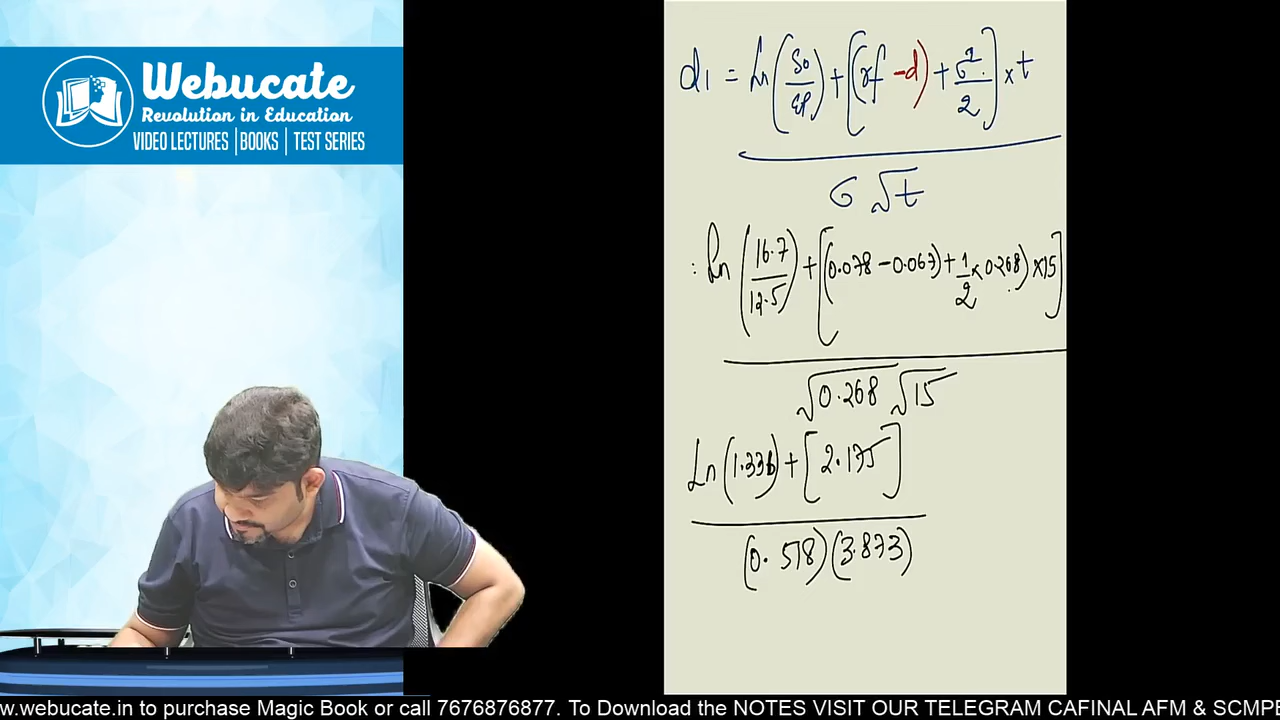 Webucate
Revolution in Education
VIDEO LECTURES | BOOKS | TEST SERIES
d1 = ln(So/EP) + [(rf - d) + σ²/2] × t
σ √t
: ln(16.7/12.5) + [(0.078 - 0.067) + 1/2 × 0.268) × 15]
√0.268 √15
Ln(1.336) + [2.175]
(0.518)(3.873)
w.webucate.in to purchase Magic Book or call 7676876877. To Download the NOTES VISIT OUR TELEGRAM CAFINAL AFM & SCMPE